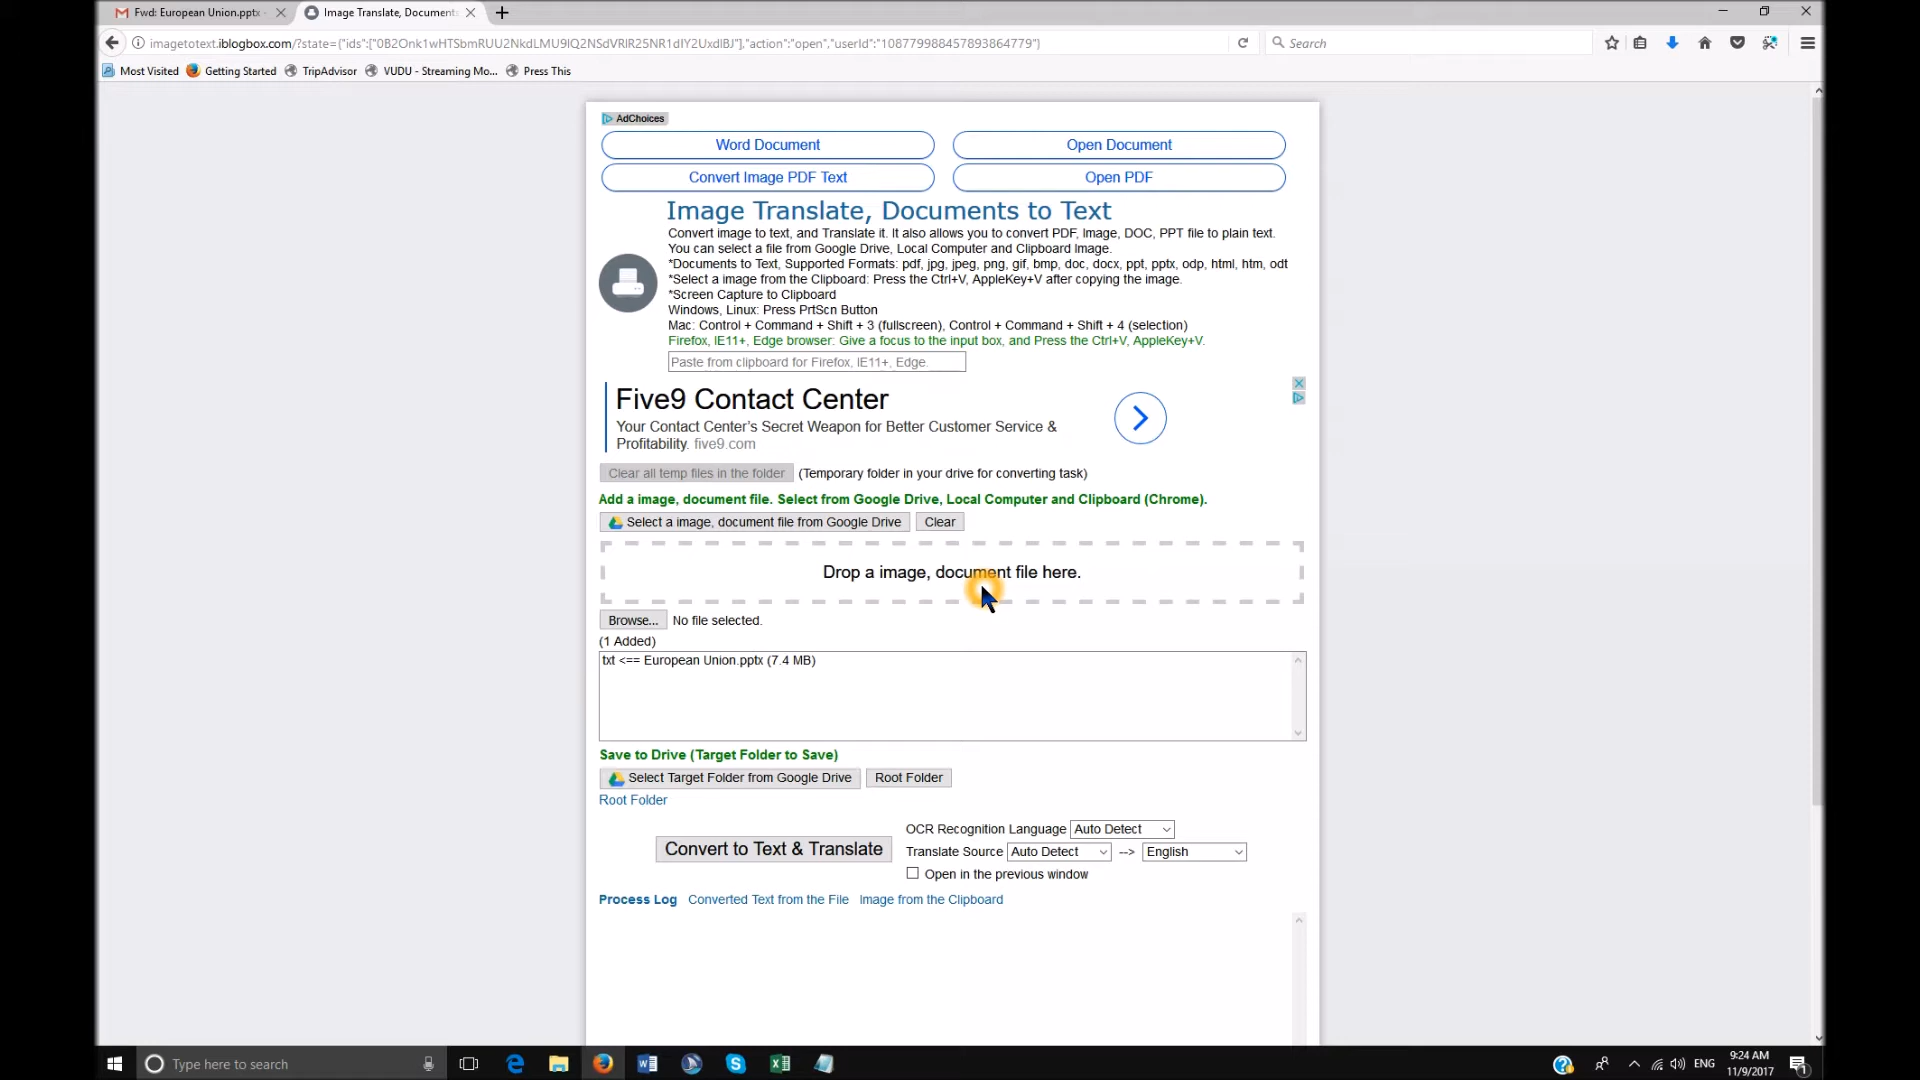 Fwd: European Union.pptx
Image Translate, Documents
imagetotext.iblogbox.com/?state={"ids":["0B2Onk1wHTSbmRUU2NkdLMU9lQ2NSdVRlR25NR1dIY2UxdlBJ"],"action":"open","userId":"108779988457893864779"}
Search
Most Visited
Getting Started
TripAdvisor
VUDU - Streaming Mo...
Press This
AdChoices
Word Document
Open Document
Convert Image PDF Text
Open PDF
Image Translate, Documents to Text
Convert image to text, and Translate it. It also allows you to convert PDF, Image, DOC, PPT file to plain text.
You can select a file from Google Drive, Local Computer and Clipboard Image.
*Documents to Text, Supported Formats: pdf, jpg, jpeg, png, gif, bmp, doc, docx, ppt, pptx, odp, html, htm, odt
*Select a image from the Clipboard: Press the Ctrl+V, AppleKey+V after copying the image.
*Screen Capture to Clipboard
Windows, Linux: Press PrtScn Button
Mac: Control + Command + Shift + 3 (fullscreen), Control + Command + Shift + 4 (selection)
Firefox, IE11+, Edge browser: Give a focus to the input box, and Press the Ctrl+V, AppleKey+V.
Paste from clipboard for Firefox, IE11+, Edge.
Five9 Contact Center
Your Contact Center's Secret Weapon for Better Customer Service &
Profitability. five9.com
Clear all temp files in the folder (Temporary folder in your drive for converting task)
Add a image, document file. Select from Google Drive, Local Computer and Clipboard (Chrome).
Select a image, document file from Google Drive
Clear
Drop a image, document file here.
Browse... No file selected.
(1 Added)
txt <== European Union.pptx (7.4 MB)
Save to Drive (Target Folder to Save)
Select Target Folder from Google Drive
Root Folder
Root Folder
OCR Recognition Language Auto Detect
Convert to Text & Translate
Translate Source Auto Detect --> English
Open in the previous window
Process Log Converted Text from the File Image from the Clipboard
Type here to search
ENG
9:24 AM
11/9/2017
1